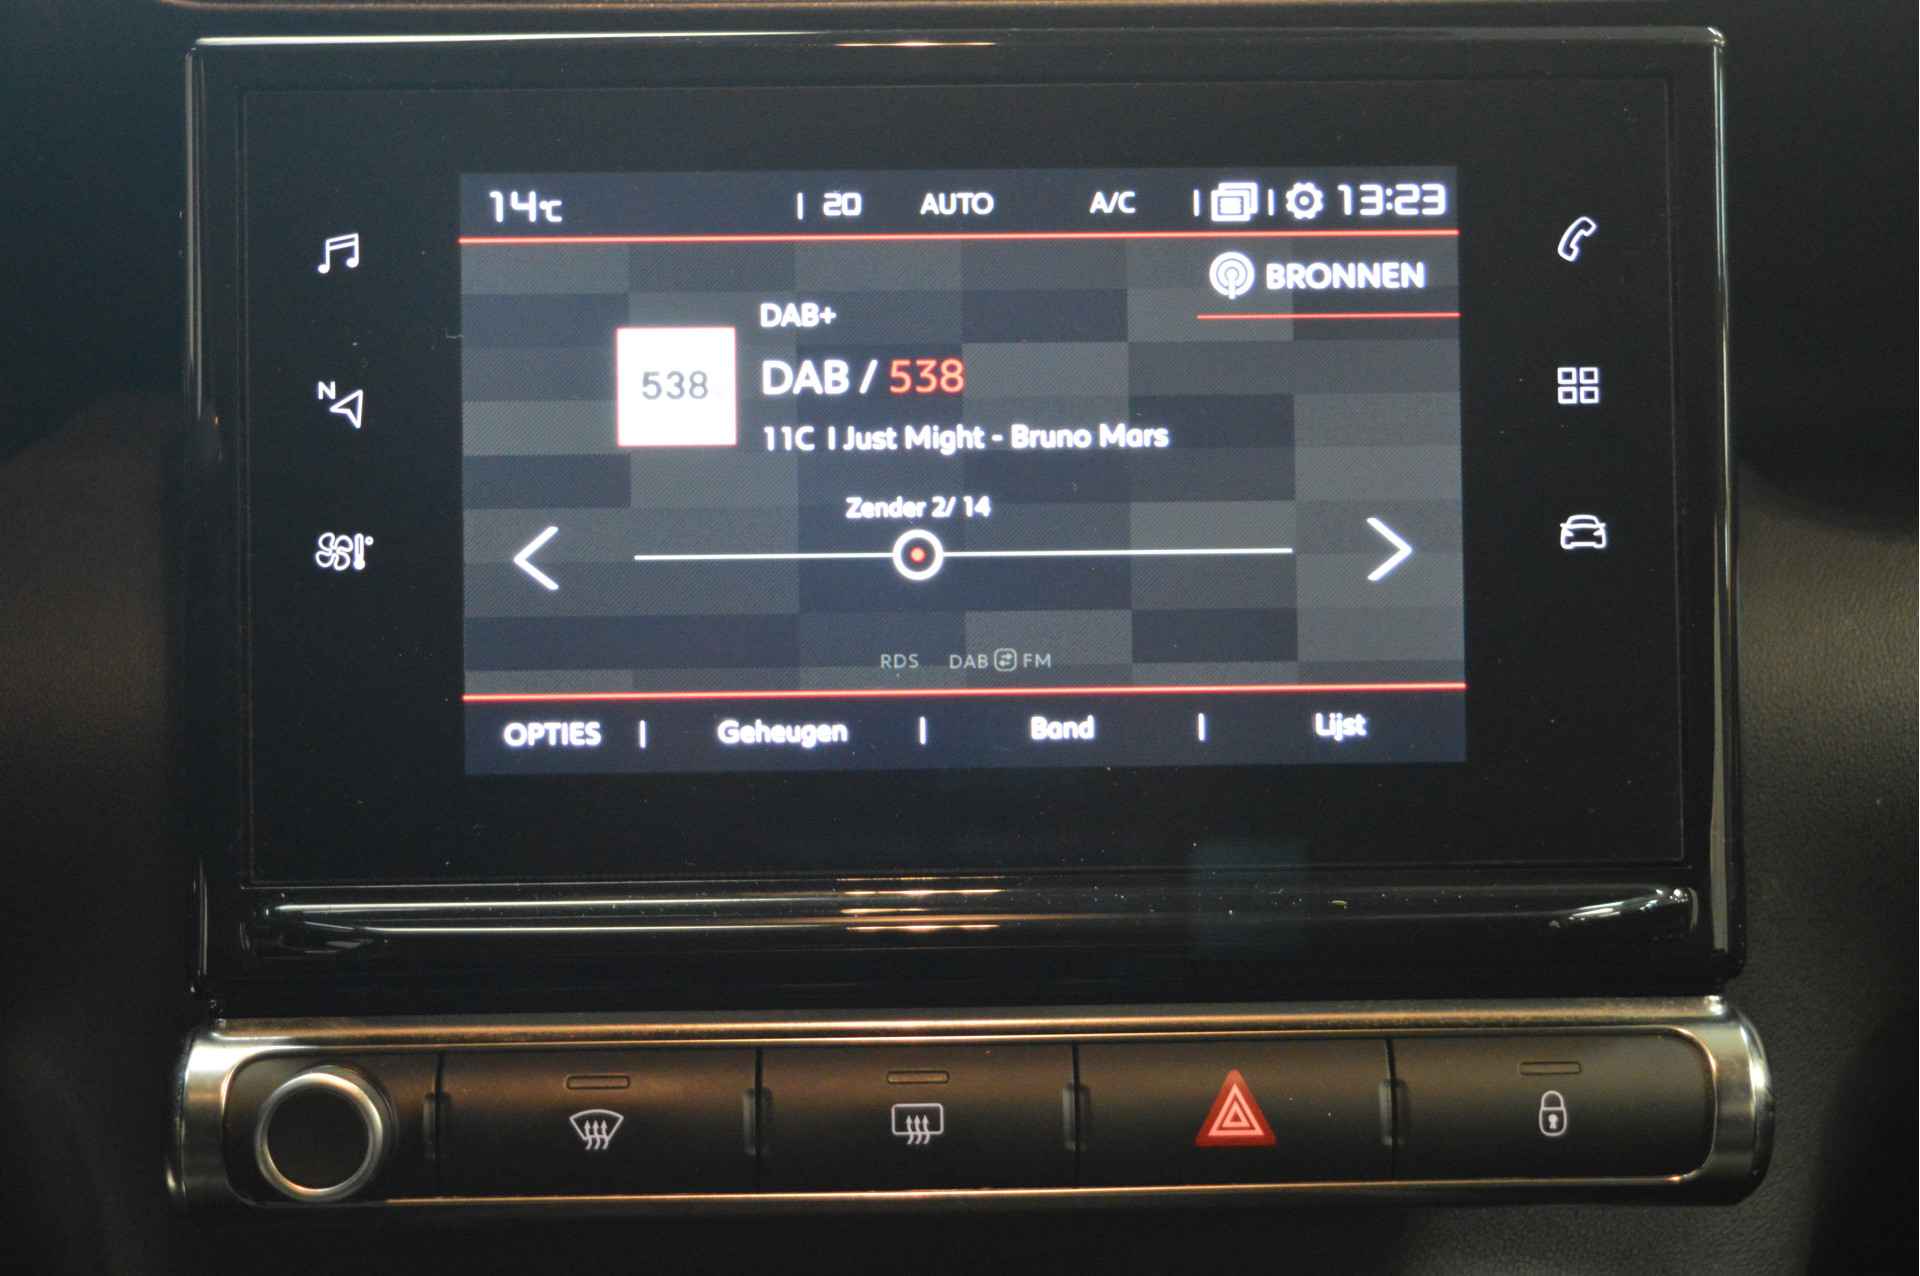 14°C | 20 AUTO A/C | | 13:23
BRONNEN
DAB+
538
DAB / 538
11C I Just Might - Bruno Mars
Zender 2/ 14
N
RDS DAB FM
OPTIES | Geheugen | Band | Lijst